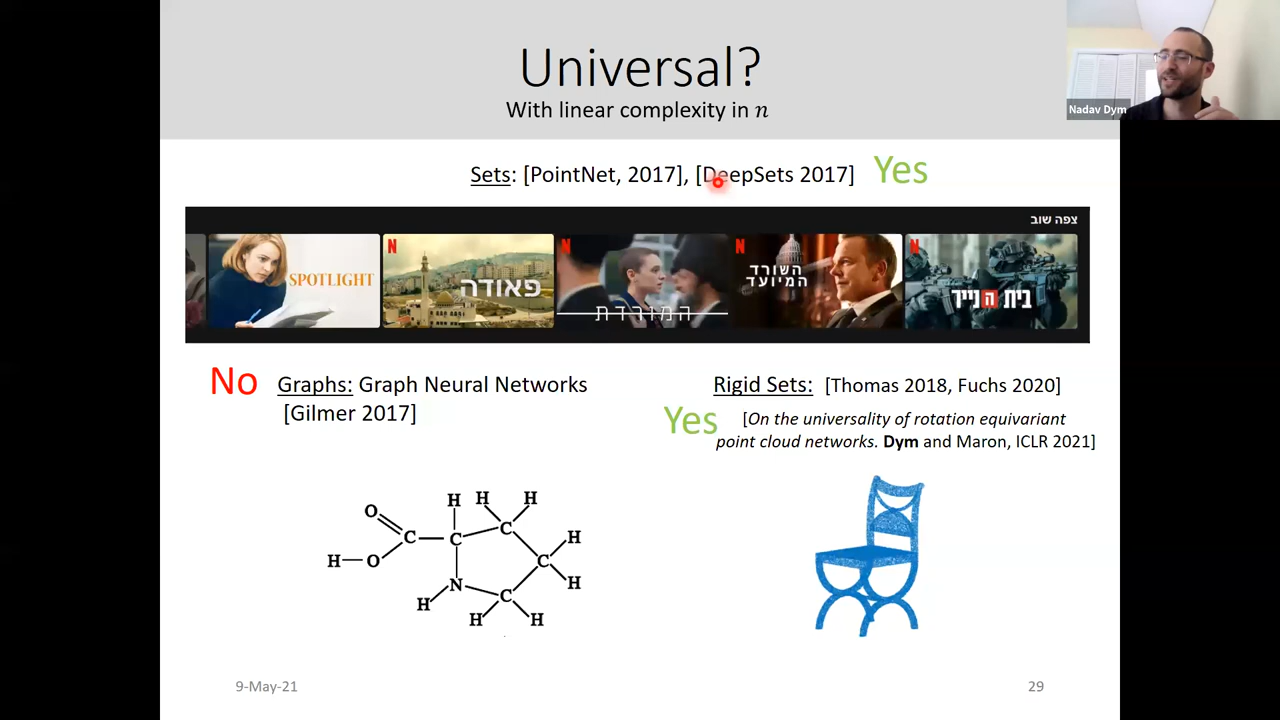 Universal?
With linear complexity in n
Nadav Dym
Sets: [PointNet, 2017], [DeepSets 2017] Yes
צפה שוב
SPOTLIGHT
N
פאודה
N
המורדת
N
השורד
המיועד
N
בית הנייר
No Graphs: Graph Neural Networks
[Gilmer 2017]
Rigid Sets: [Thomas 2018, Fuchs 2020]
Yes [On the universality of rotation equivariant
point cloud networks. Dym and Maron, ICLR 2021]
H H H
O
C C C H
H O C
N H
H C
H H
9-May-21
29